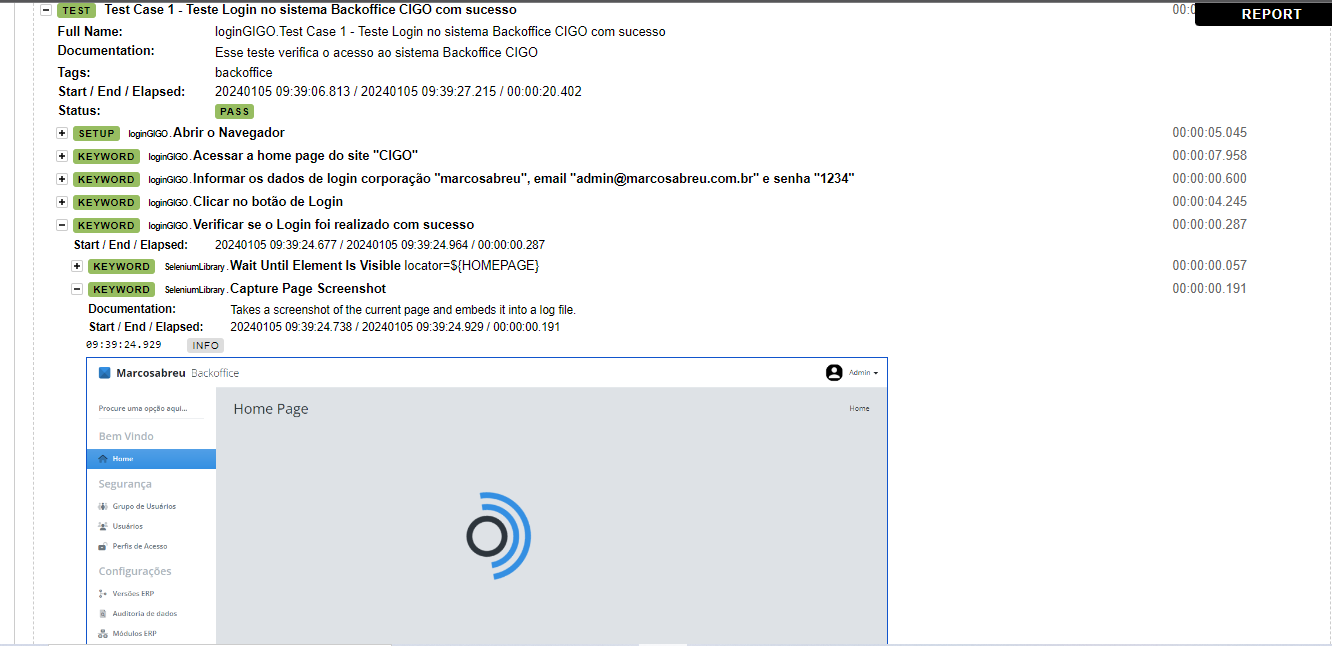 TEST Test Case 1 - Teste Login no sistema Backoffice CIGO com sucesso
REPORT
Full Name: loginGIGO.Test Case 1 - Teste Login no sistema Backoffice CIGO com sucesso
Documentation: Esse teste verifica o acesso ao sistema Backoffice CIGO
Tags: backoffice
Start / End / Elapsed: 20240105 09:39:06.813 / 20240105 09:39:27.215 / 00:00:20.402
Status: PASS
SETUP loginGIGO.Abrir o Navegador 00:00:05.045
KEYWORD loginGIGO.Acessar a home page do site "CIGO" 00:00:07.958
KEYWORD loginGIGO.Informar os dados de login corporação "marcosabreu", email "admin@marcosabreu.com.br" e senha "1234" 00:00:00.600
KEYWORD loginGIGO.Clicar no botão de Login 00:00:04.245
KEYWORD loginGIGO.Verificar se o Login foi realizado com sucesso 00:00:00.287
Start / End / Elapsed: 20240105 09:39:24.677 / 20240105 09:39:24.964 / 00:00:00.287
KEYWORD SeleniumLibrary.Wait Until Element Is Visible locator=${HOMEPAGE} 00:00:00.057
KEYWORD SeleniumLibrary.Capture Page Screenshot 00:00:00.191
Documentation: Takes a screenshot of the current page and embeds it into a log file.
Start / End / Elapsed: 20240105 09:39:24.738 / 20240105 09:39:24.929 / 00:00:00.191
09:39:24.929 INFO
Marcosabreu Backoffice Admin
Procure uma opção aqui...
Home Page Home
Bem Vindo
Home
Segurança
Grupo de Usuários
Usuários
Perfis de Acesso
Configurações
Versões ERP
Auditoria de dados
Módulos ERP